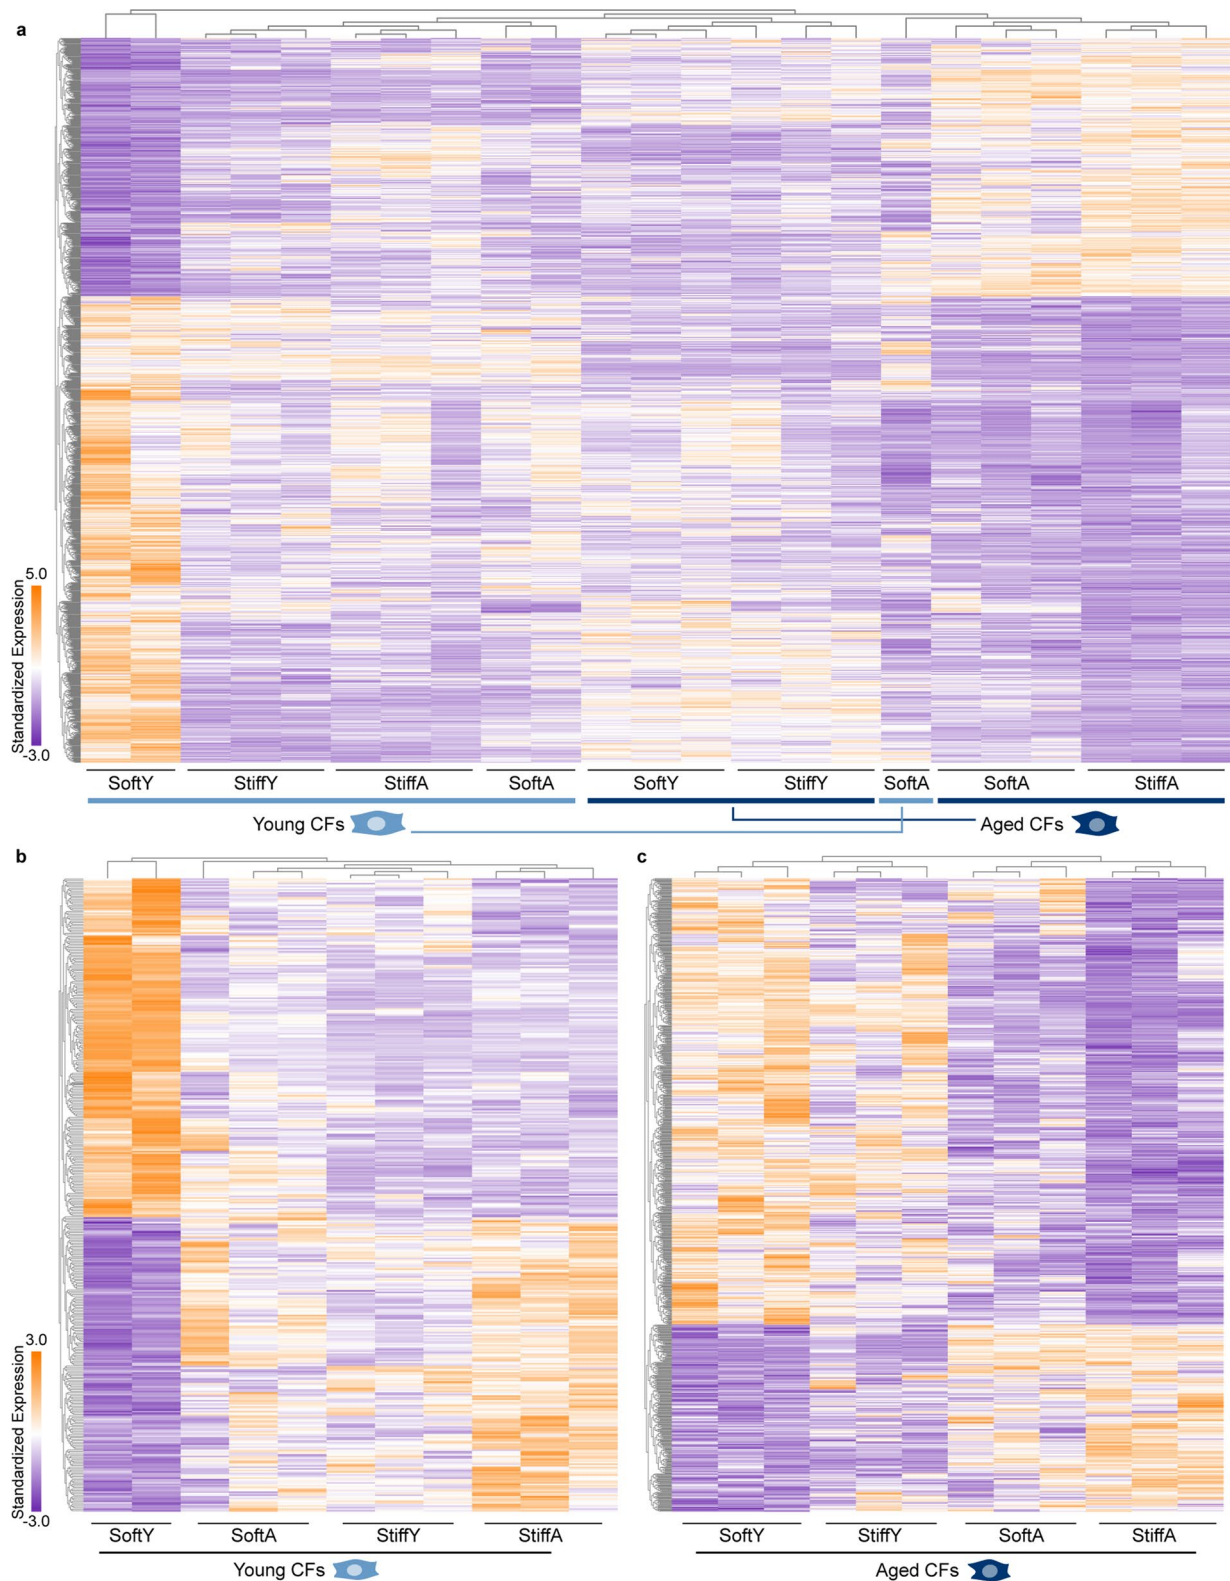 a
5.0
Standardized Expression
-3.0
SoftY StiffY StiffA SoftA SoftY StiffY SoftA SoftA StiffA
Young CFs Aged CFs
b c
3.0
Standardized Expression
-3.0
SoftY SoftA StiffY StiffA SoftY StiffY SoftA StiffA
Young CFs Aged CFs